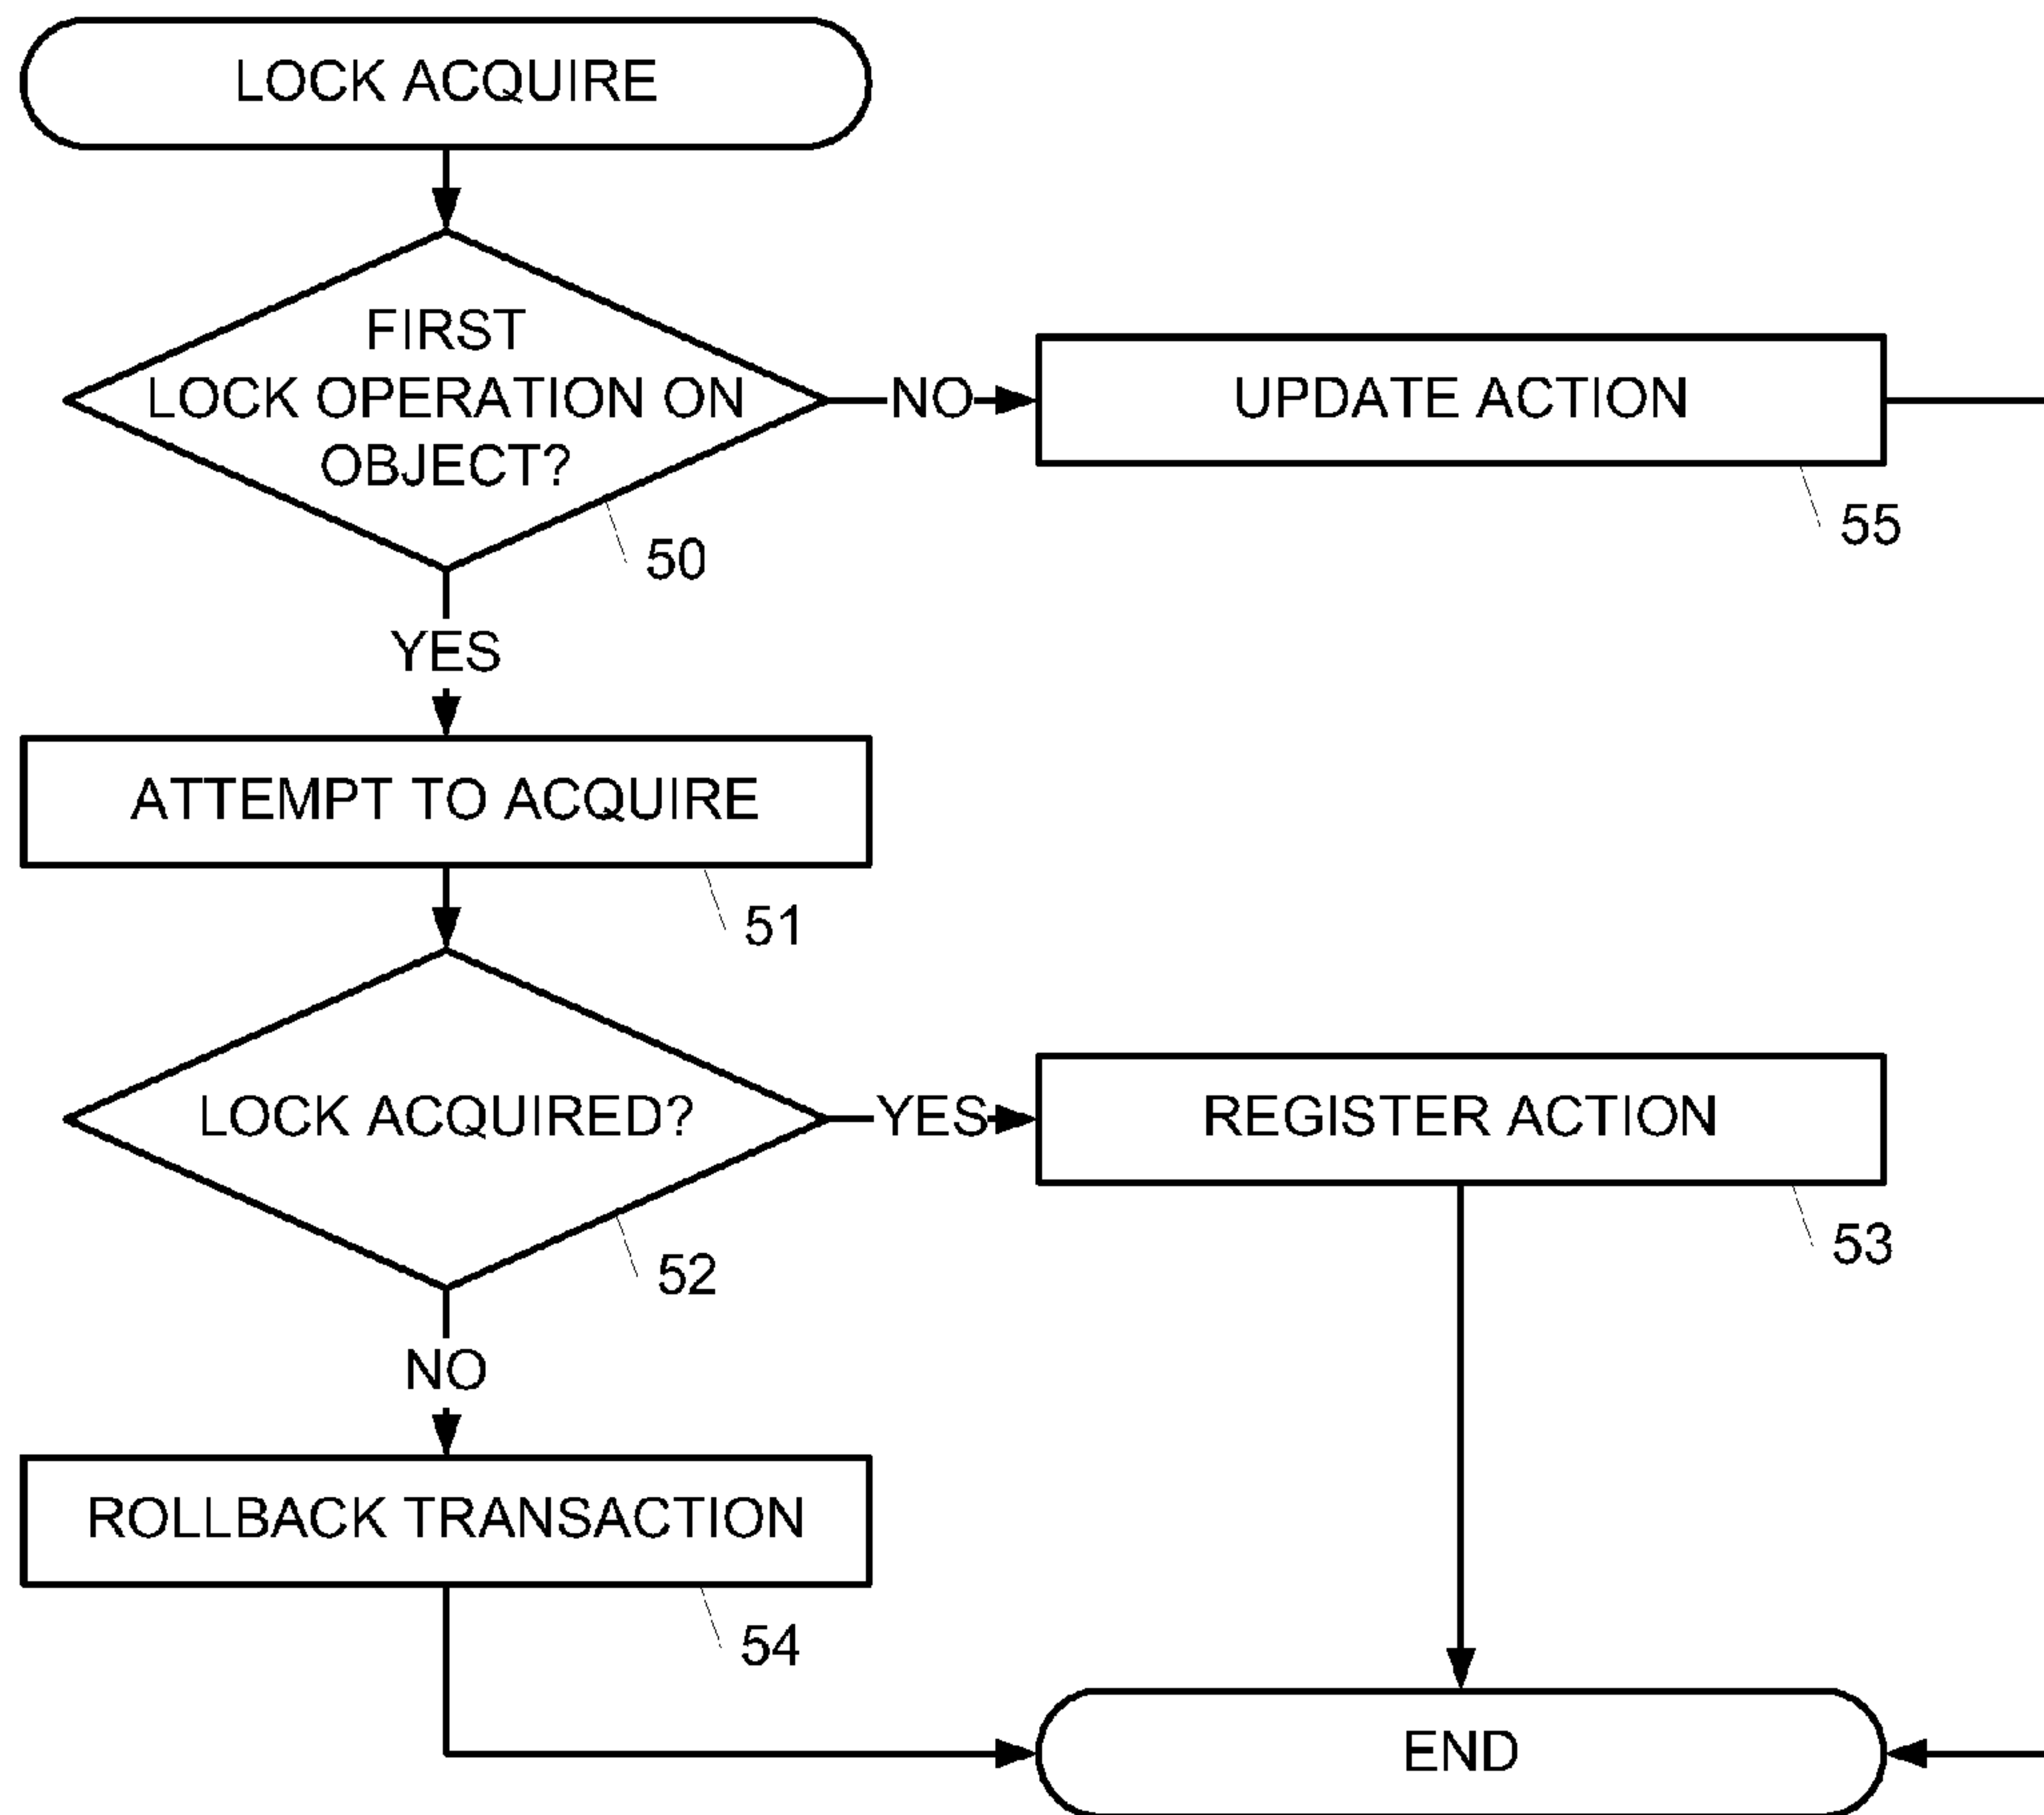 LOCK ACQUIRE
FIRST
LOCK OPERATION ON
OBJECT?
NO
UPDATE ACTION
55
50
YES
ATTEMPT TO ACQUIRE
51
LOCK ACQUIRED?
YES
REGISTER ACTION
53
52
NO
ROLLBACK TRANSACTION
54
END